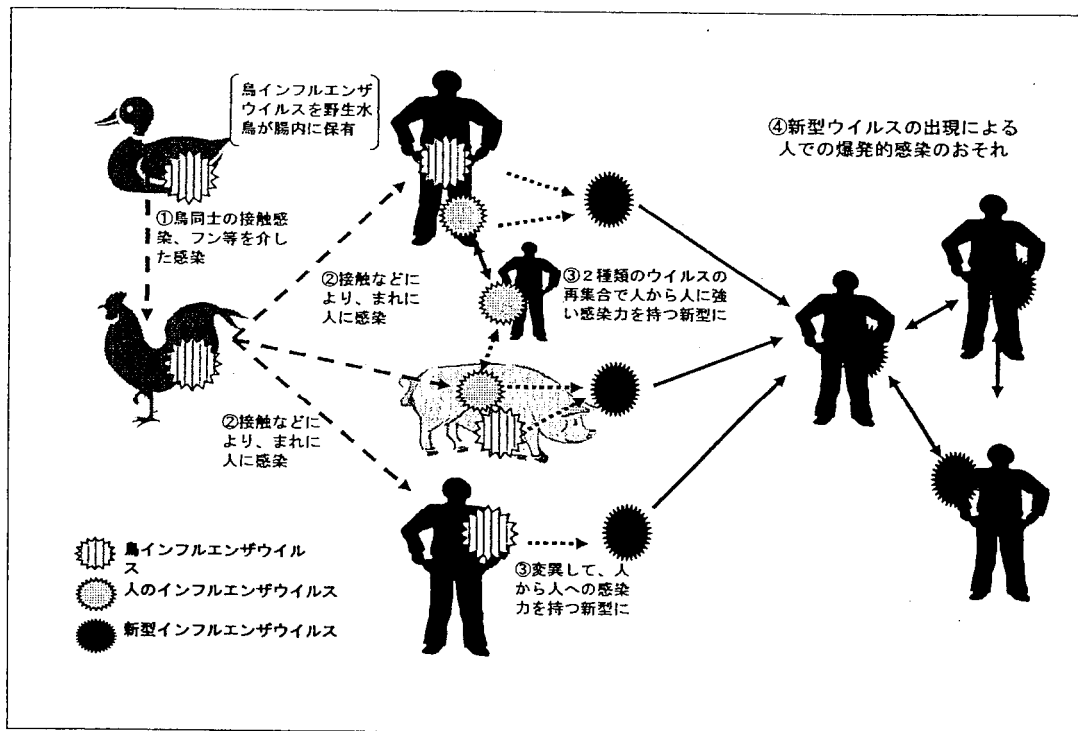 鳥インフルエンザ
ウイルスを野生水
鳥が腸内に保有
④新型ウイルスの出現による
人での爆発的感染のおそれ
①鳥同士の接触感
染、フン等を介し
た感染
②接触などに
より、まれに
人に感染
③２種類のウイルスの
再集合で人から人に強
い感染力を持つ新型に
②接触などに
より、まれに
人に感染
③変異して、人
から人への感染
力を持つ新型に
鳥インフルエンザウイル
ス
人のインフルエンザウイルス
新型インフルエンザウイルス